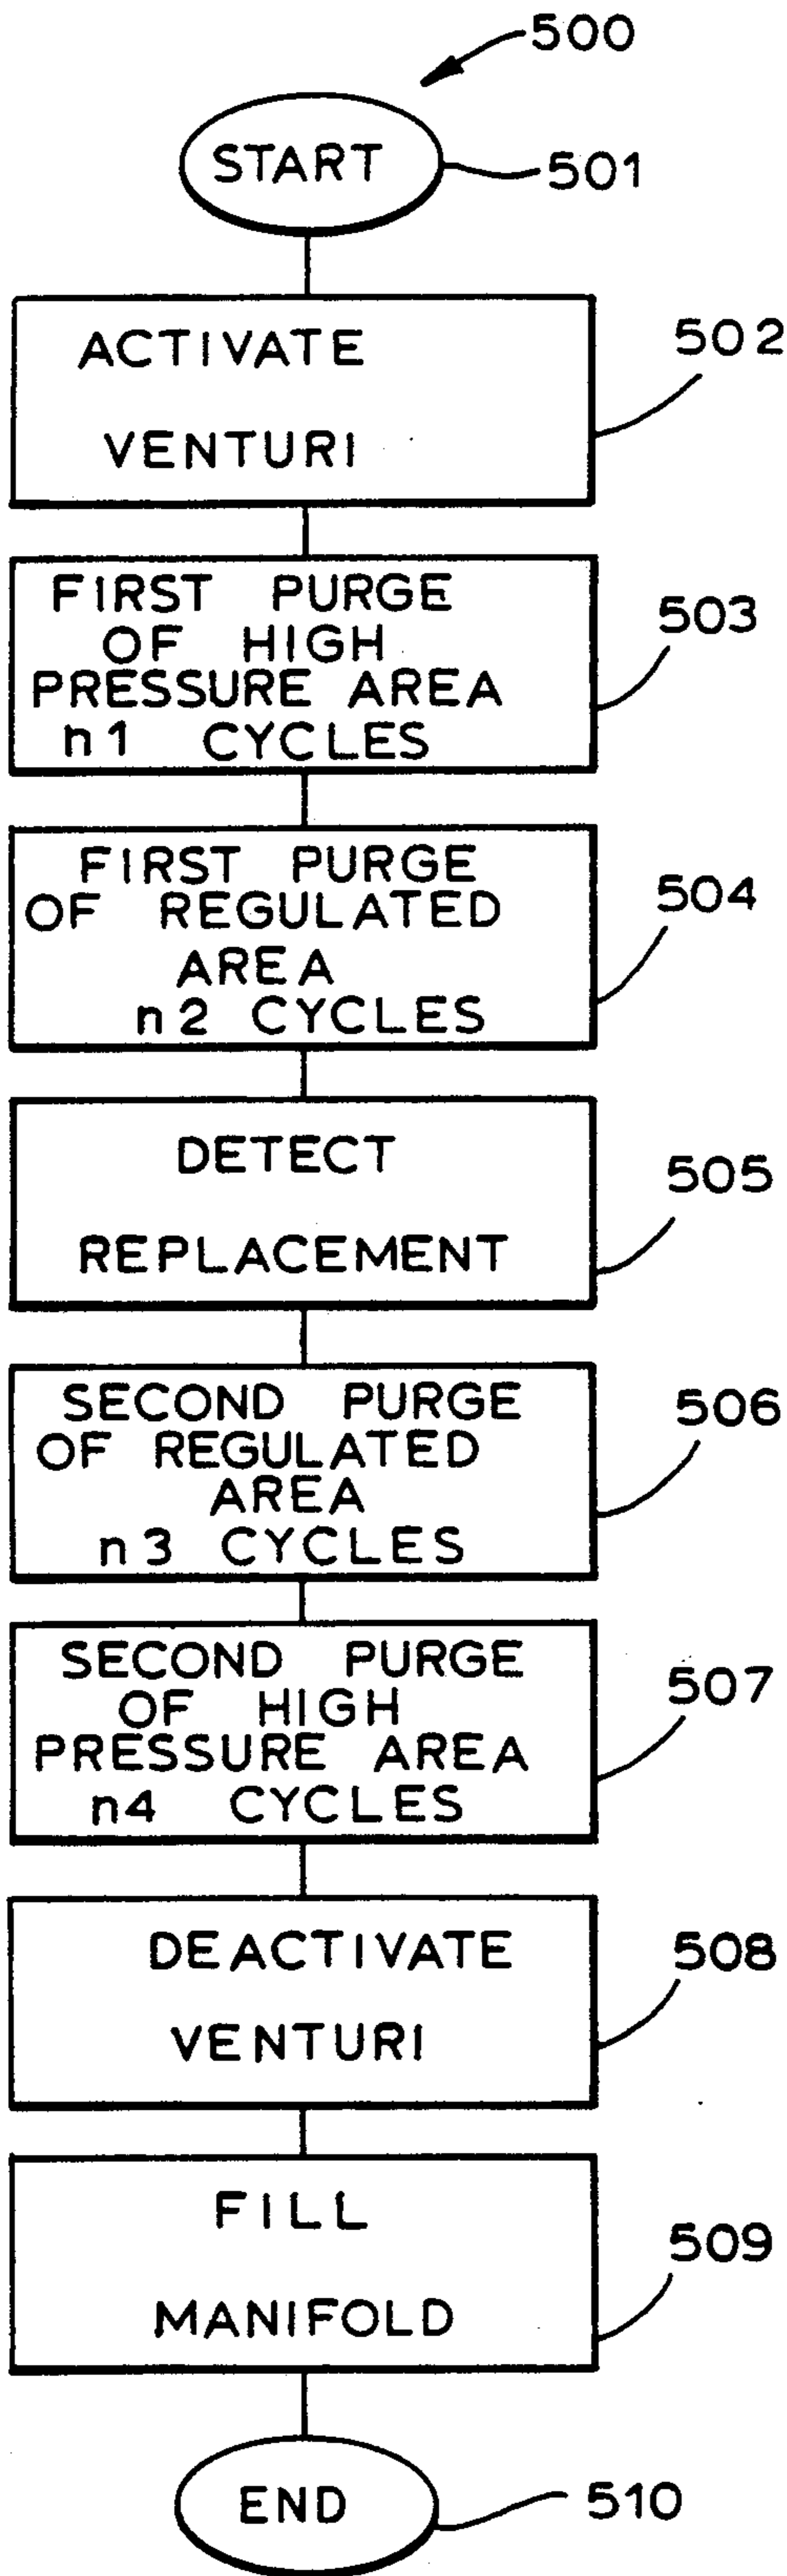 500
START
501
ACTIVATE
VENTURI
502
FIRST PURGE
OF HIGH
PRESSURE AREA
n1 CYCLES
503
FIRST PURGE
OF REGULATED
AREA
n2 CYCLES
504
DETECT
REPLACEMENT
505
SECOND PURGE
OF REGULATED
AREA
n3 CYCLES
506
SECOND PURGE
OF HIGH
PRESSURE AREA
n4 CYCLES
507
DEACTIVATE
VENTURI
508
FILL
MANIFOLD
509
END
510